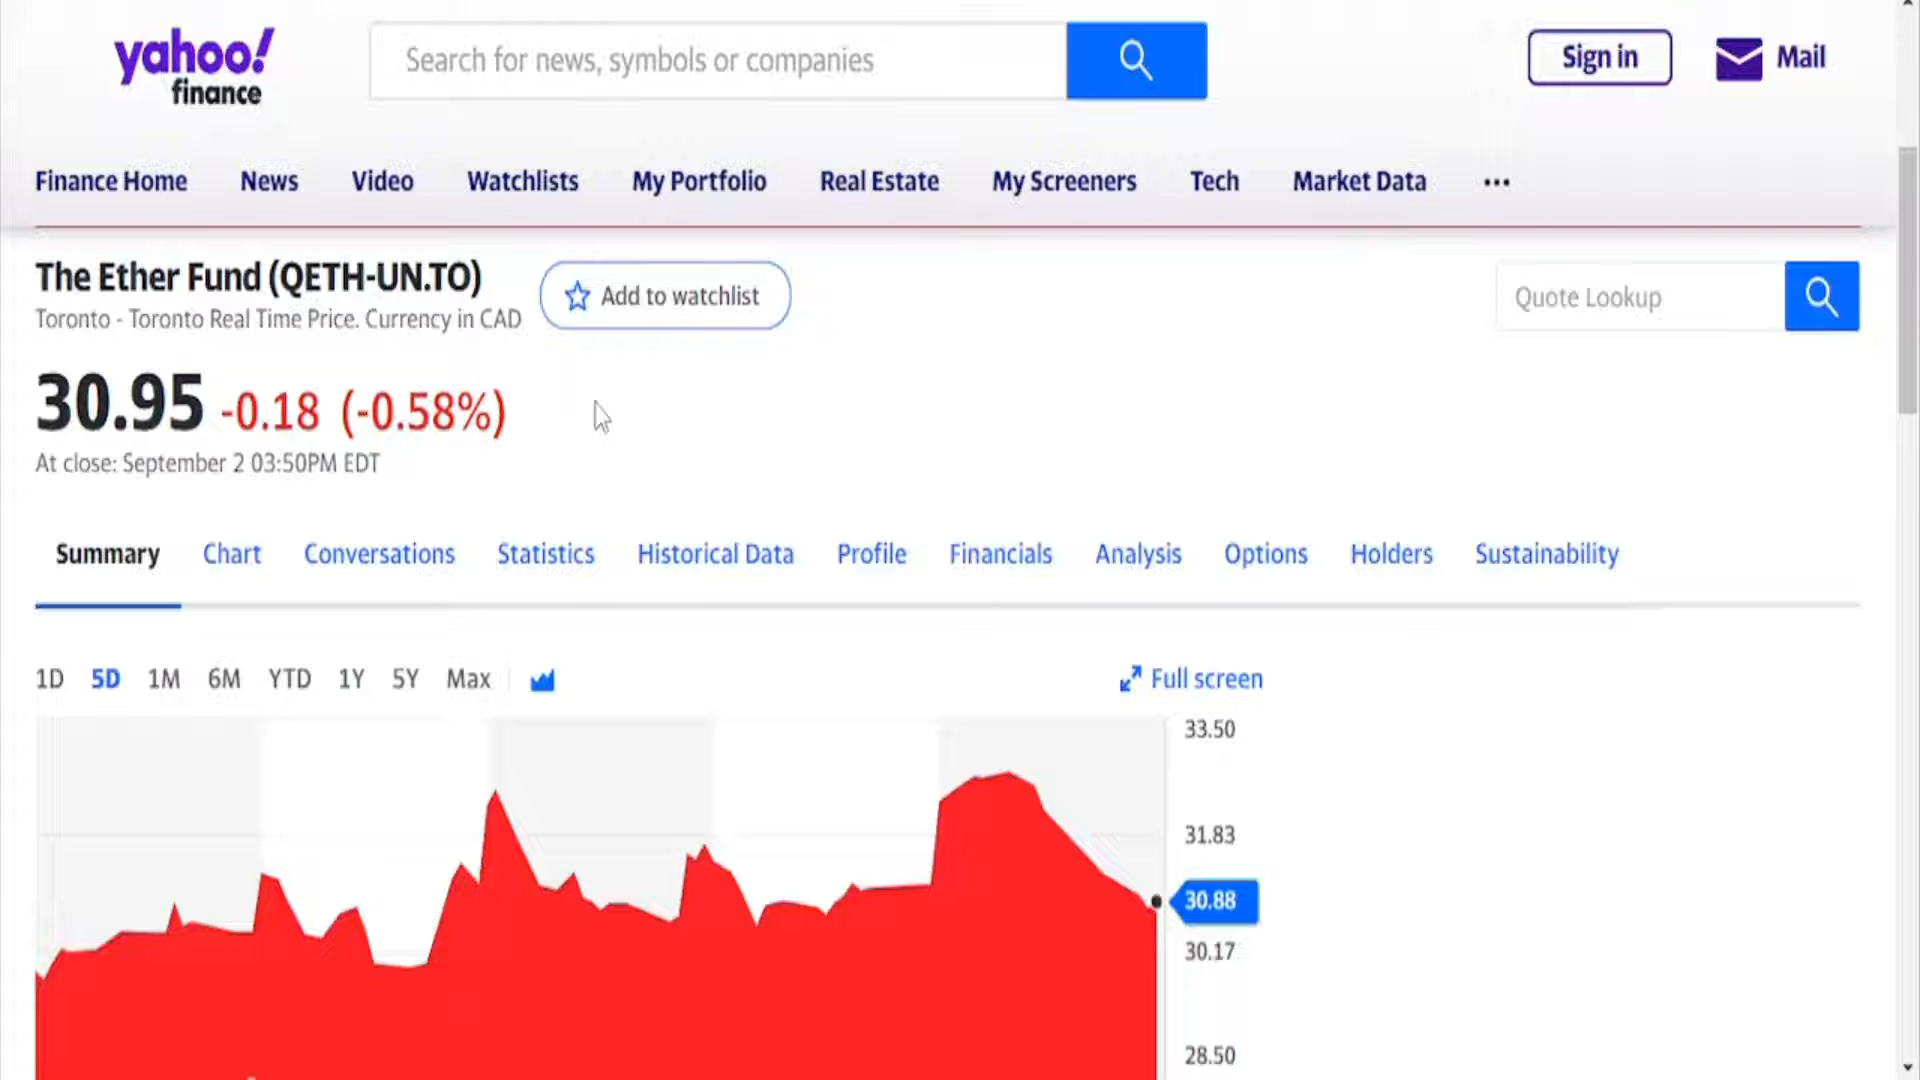 yahoo!
finance
Search for news, symbols or companies
Sign in
Mail
Finance Home News Video Watchlists My Portfolio Real Estate My Screeners Tech Market Data ...
The Ether Fund (QETH-UN.TO)
Add to watchlist
Quote Lookup
Toronto - Toronto Real Time Price. Currency in CAD
30.95 -0.18 (-0.58%)
At close: September 2 03:50PM EDT
Summary Chart Conversations Statistics Historical Data Profile Financials Analysis Options Holders Sustainability
1D 5D 1M 6M YTD 1Y 5Y Max Full screen
33.50
31.83
30.88
30.17
28.50